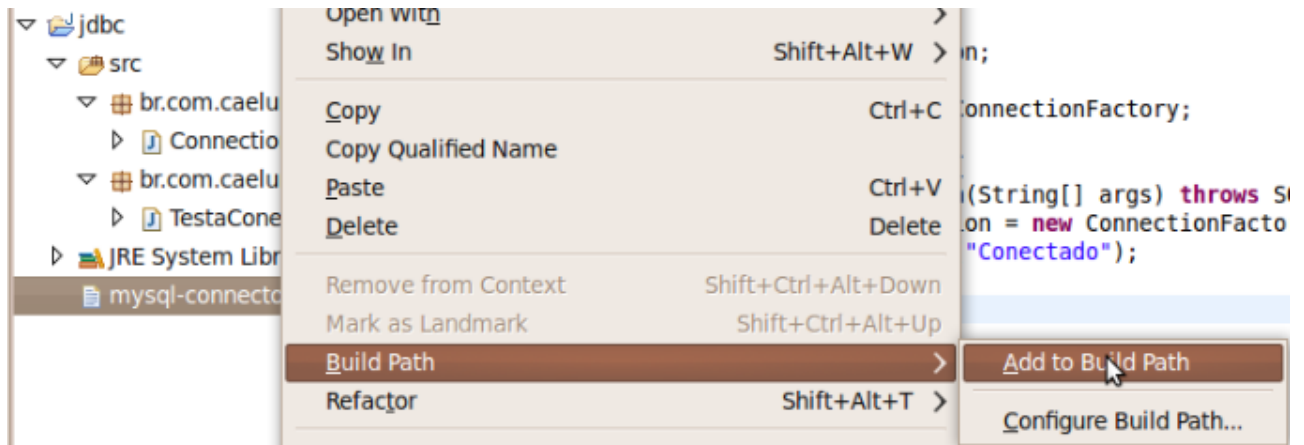 Open With
jdbc
Show In Shift+Alt+W
on;
src
br.com.caelu
Copy Ctrl+C
ConnectionFactory;
Connectio
Copy Qualified Name
br.com.caelu
Paste Ctrl+V
(String[] args) throws SQ
TestaCone
Delete Delete
ion = new ConnectionFacto
JRE System Libr
"Conectado");
mysql-connecto
Remove from Context Shift+Ctrl+Alt+Down
Mark as Landmark Shift+Ctrl+Alt+Up
Build Path
Add to Build Path
Refactor Shift+Alt+T
Configure Build Path...